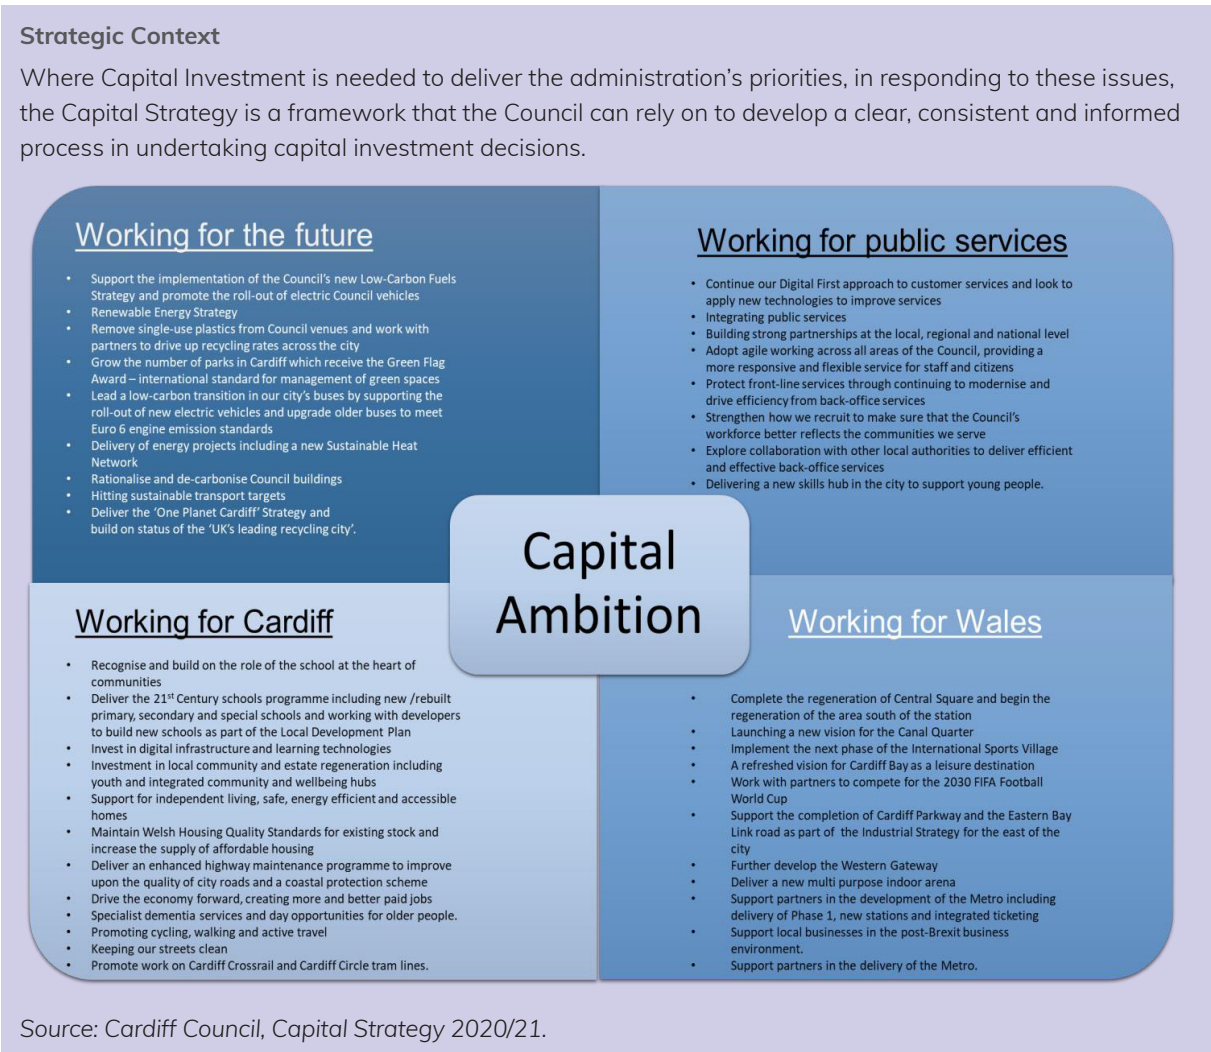 Strategic Context
Where Capital Investment is needed to deliver the administration’s priorities, in responding to these issues,
the Capital Strategy is a framework that the Council can rely on to develop a clear, consistent and informed
process in undertaking capital investment decisions.
Working for the future
• Support the implementation of the Council’s new Low-Carbon Fuels
Strategy and promote the roll-out of electric Council vehicles
• Renewable Energy Strategy
• Remove single-use plastics from Council venues and work with
partners to drive up recycling rates across the city
• Grow the number of parks in Cardiff which receive the Green Flag
Award – international standard for management of green spaces
• Lead a low-carbon transition in our city’s buses by supporting the
roll-out of new electric vehicles and upgrade older buses to meet
Euro 6 engine emission standards
• Delivery of energy projects including a new Sustainable Heat
Network
• Rationalise and de-carbonise Council buildings
• Hitting sustainable transport targets
• Deliver the ‘One Planet Cardiff’ Strategy and
build on status of the ‘UK’s leading recycling city’.
Working for public services
• Continue our Digital First approach to customer services and look to
apply new technologies to improve services
• Integrating public services
• Building strong partnerships at the local, regional and national level
• Adopt agile working across all areas of the Council, providing a
more responsive and flexible service for staff and citizens
• Protect front-line services through continuing to modernise and
drive efficiency from back-office services
• Strengthen how we recruit to make sure that the Council’s
workforce better reflects the communities we serve
• Explore collaboration with other local authorities to deliver efficient
and effective back-office services
• Delivering a new skills hub in the city to support young people.
Capital
Ambition
Working for Cardiff
• Recognise and build on the role of the school at the heart of
communities
• Deliver the 21st Century schools programme including new /rebuilt
primary, secondary and special schools and working with developers
to build new schools as part of the Local Development Plan
• Invest in digital infrastructure and learning technologies
• Investment in local community and estate regeneration including
youth and integrated community and wellbeing hubs
• Support for independent living, safe, energy efficient and accessible
homes
• Maintain Welsh Housing Quality Standards for existing stock and
increase the supply of affordable housing
• Deliver an enhanced highway maintenance programme to improve
upon the quality of city roads and a coastal protection scheme
• Drive the economy forward, creating more and better paid jobs
• Specialist dementia services and day opportunities for older people.
• Promoting cycling, walking and active travel
• Keeping our streets clean
• Promote work on Cardiff Crossrail and Cardiff Circle tram lines.
Working for Wales
• Complete the regeneration of Central Square and begin the
regeneration of the area south of the station
• Launching a new vision for the Canal Quarter
• Implement the next phase of the International Sports Village
• A refreshed vision for Cardiff Bay as a leisure destination
• Work with partners to compete for the 2030 FIFA Football
World Cup
• Support the completion of Cardiff Parkway and the Eastern Bay
Link road as part of the Industrial Strategy for the east of the
city
• Further develop the Western Gateway
• Deliver a new multi purpose indoor arena
• Support partners in the development of the Metro including
delivery of Phase 1, new stations and integrated ticketing
• Support local businesses in the post-Brexit business
environment.
• Support partners in the delivery of the Metro.
Source: Cardiff Council, Capital Strategy 2020/21.